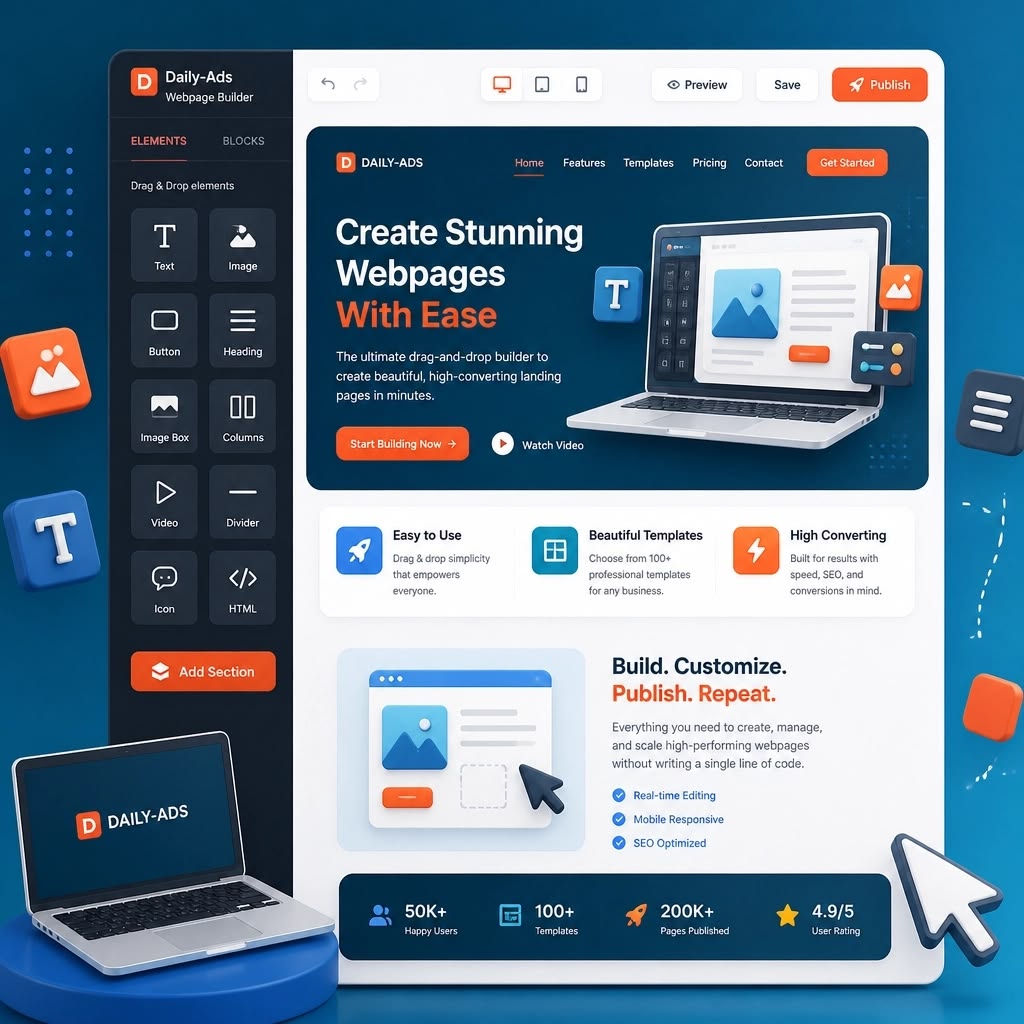 Daily-Ads
Webpage Builder
ELEMENTS
BLOCKS
Drag & Drop elements
Text
Image
Button
Heading
Image Box
Columns
Video
Divider
Icon
HTML
Add Section
Preview
Save
Publish
D DAILY-ADS
Home
Features
Templates
Pricing
Contact
Get Started
Create Stunning
Webpages
With Ease
The ultimate drag-and-drop builder to
create beautiful, high-converting landing
pages in minutes.
Start Building Now →
Watch Video
T
Easy to Use
Drag & drop simplicity
that empowers
everyone.
Beautiful Templates
Choose from 100+
professional templates
for any business.
High Converting
Built for results with
speed, SEO, and
conversions in mind.
Build. Customize.
Publish. Repeat.
Everything you need to create, manage,
and scale high-performing webpages
without writing a single line of code.
Real-time Editing
Mobile Responsive
SEO Optimized
50K+
Happy Users
100+
Templates
200K+
Pages Published
4.9/5
User Rating
T
D DAILY-ADS